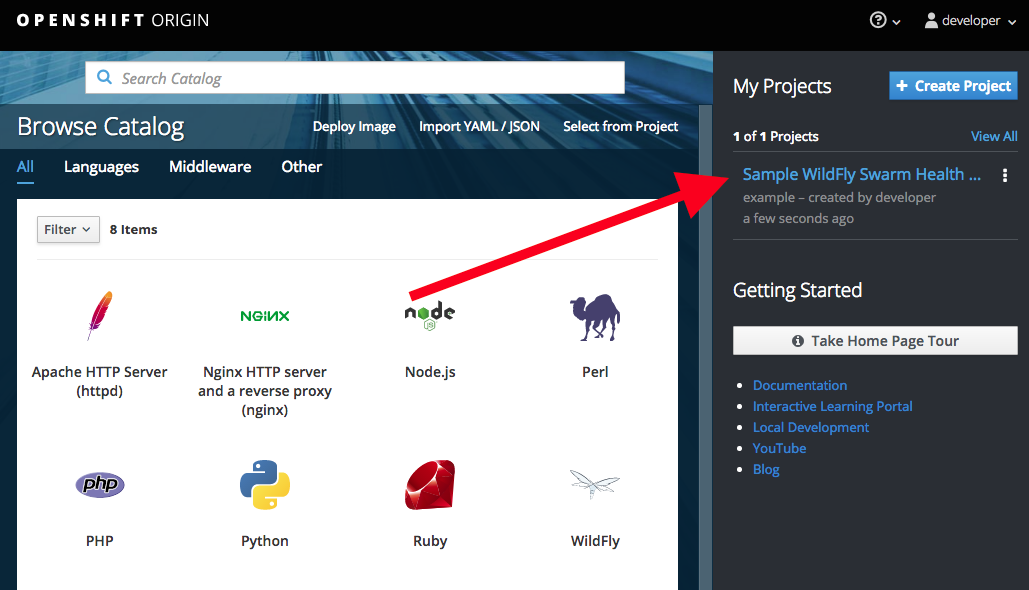 OPENSHIFT ORIGIN
developer
Search Catalog
Browse Catalog
Deploy Image
Import YAML / JSON
Select from Project
All
Languages
Middleware
Other
Filter
8 Items
Apache HTTP Server
(httpd)
NGINX
Nginx HTTP server
and a reverse proxy
(nginx)
node
JS
Node.js
Perl
php
PHP
Python
Ruby
WildFly
My Projects
+ Create Project
1 of 1 Projects
View All
Sample WildFly Swarm Health ...
example – created by developer
a few seconds ago
Getting Started
Take Home Page Tour
Documentation
Interactive Learning Portal
Local Development
YouTube
Blog